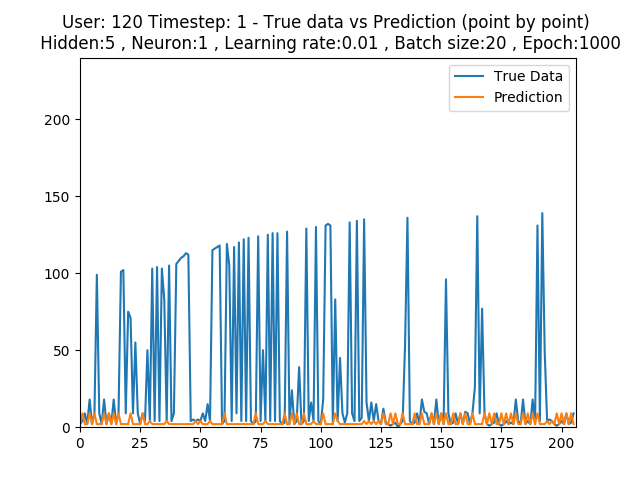 User: 120 Timestep: 1 - True data vs Prediction (point by point)
Hidden:5 , Neuron:1 , Learning rate:0.01 , Batch size:20 , Epoch:1000
True Data
Prediction
200
150
100
50
0
0 25 50 75 100 125 150 175 200